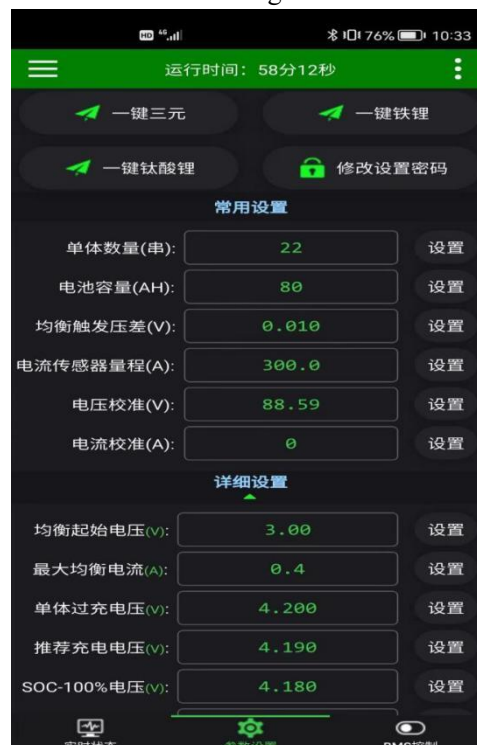 HD 4G 76% 10:33
运行时间: 58分12秒
一键三元 一键铁锂
一键钛酸锂 修改设置密码
常用设置
单体数量(串): 22 设置
电池容量(AH): 80 设置
均衡触发压差(V): 0.010 设置
电流传感器量程(A): 300.0 设置
电压校准(V): 88.59 设置
电流校准(A): 0 设置
详细设置
均衡起始电压(V): 3.00 设置
最大均衡电流(A): 0.4 设置
单体过充电压(V): 4.200 设置
推荐充电电压(V): 4.190 设置
SOC-100%电压(V): 4.180 设置